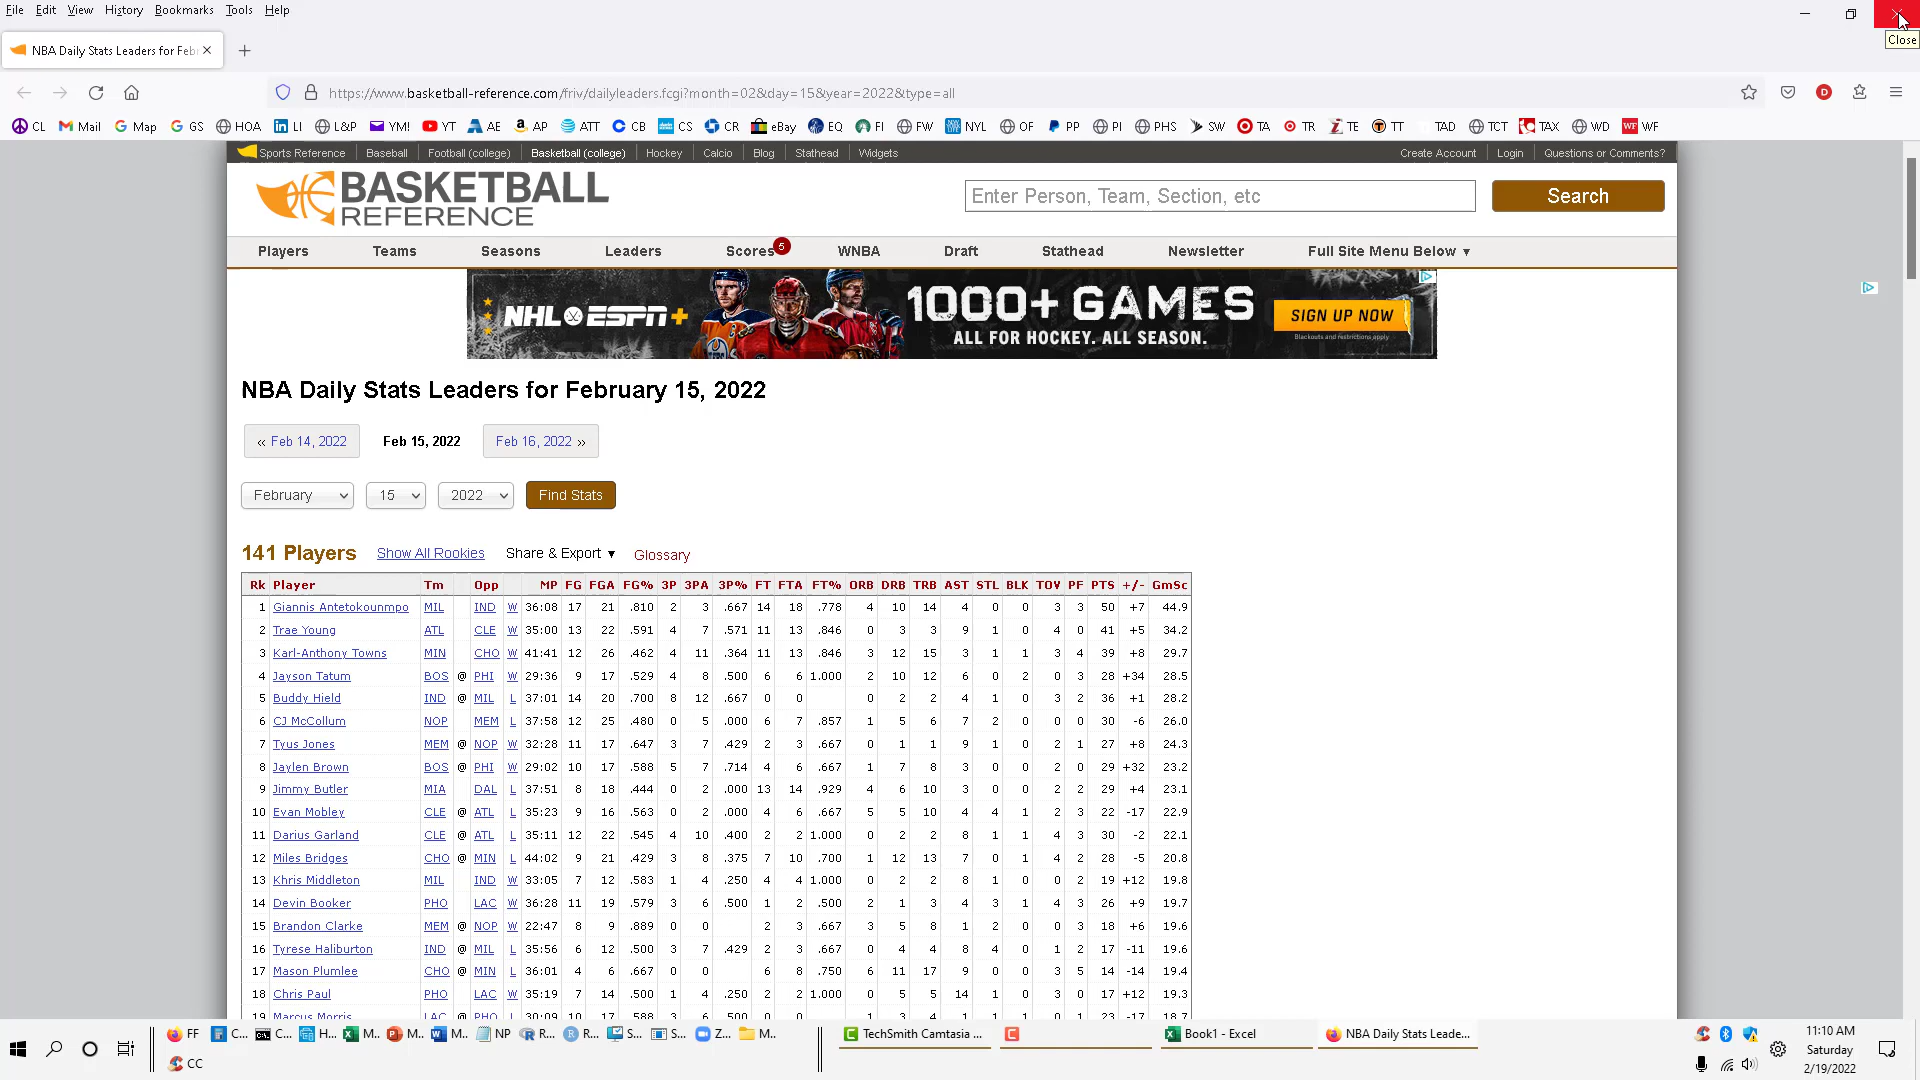 File Edit View History Bookmarks Tools Help
NBA Daily Stats Leaders for Feb
Close
https://www.basketball-reference.com/friv/dailyleaders.fcgi?month=02&day=15&year=2022&type=all
CL Mail Map GS HOA LI L&P YM! YT AE AP ATT CB CS CR eBay EQ FI FW NYL OF PP PI PHS SW TA TR TE TT TAD TCT TAX WD WF
Sports Reference Baseball Football (college) Basketball (college) Hockey Calcio Blog Stathead Widgets Create Account Login Questions or Comments?
BASKETBALL
REFERENCE
Enter Person, Team, Section, etc Search
Players Teams Seasons Leaders Scores 5 WNBA Draft Stathead Newsletter Full Site Menu Below ▼
NHL ESPN+ 1000+ GAMES
ALL FOR HOCKEY. ALL SEASON.
SIGN UP NOW
Blackouts and restrictions apply
NBA Daily Stats Leaders for February 15, 2022
« Feb 14, 2022 Feb 15, 2022 Feb 16, 2022 »
February 15 2022 Find Stats
141 Players Show All Rookies Share & Export ▼ Glossary
Rk Player Tm Opp MP FG FGA FG% 3P 3PA 3P% FT FTA FT% ORB DRB TRB AST STL BLK TOV PF PTS +/- GmSc
1 Giannis Antetokounmpo MIL IND W 36:08 17 21 .810 2 3 .667 14 18 .778 4 10 14 4 0 0 3 3 50 +7 44.9
2 Trae Young ATL CLE W 35:00 13 22 .591 4 7 .571 11 13 .846 0 3 3 9 1 0 4 0 41 +5 34.2
3 Karl-Anthony Towns MIN CHO W 41:41 12 26 .462 4 11 .364 11 13 .846 3 12 15 3 1 1 3 4 39 +8 29.7
4 Jayson Tatum BOS @ PHI W 29:36 9 17 .529 4 8 .500 6 6 1.000 2 10 12 6 0 2 0 3 28 +34 28.5
5 Buddy Hield IND @ MIL L 37:01 14 20 .700 8 12 .667 0 0 0 2 2 4 1 0 3 2 36 +1 28.2
6 CJ McCollum NOP MEM L 37:58 12 25 .480 0 5 .000 6 7 .857 1 5 6 7 2 0 0 0 30 -6 26.0
7 Tyus Jones MEM @ NOP W 32:28 11 17 .647 3 7 .429 2 3 .667 0 1 1 9 1 0 2 1 27 +8 24.3
8 Jaylen Brown BOS @ PHI W 29:02 10 17 .588 5 7 .714 4 6 .667 1 7 8 3 0 0 2 0 29 +32 23.2
9 Jimmy Butler MIA DAL L 37:51 8 18 .444 0 2 .000 13 14 .929 4 6 10 3 0 0 2 2 29 +4 23.1
10 Evan Mobley CLE @ ATL L 35:23 9 16 .563 0 2 .000 4 6 .667 5 5 10 4 4 1 2 3 22 -17 22.9
11 Darius Garland CLE @ ATL L 35:11 12 22 .545 4 10 .400 2 2 1.000 0 2 2 8 1 1 4 3 30 -2 22.1
12 Miles Bridges CHO @ MIN L 44:02 9 21 .429 3 8 .375 7 10 .700 1 12 13 7 0 1 4 2 28 -5 20.8
13 Khris Middleton MIL IND W 33:05 7 12 .583 1 4 .250 4 4 1.000 0 2 2 8 1 0 0 2 19 +12 19.8
14 Devin Booker PHO LAC W 36:28 11 19 .579 3 6 .500 1 2 .500 2 1 3 4 3 1 4 3 26 +9 19.7
15 Brandon Clarke MEM @ NOP W 22:47 8 9 .889 0 0 2 3 .667 3 5 8 1 2 0 0 3 18 +6 19.6
16 Tyrese Haliburton IND @ MIL L 35:56 6 12 .500 3 7 .429 2 3 .667 0 4 4 8 4 0 1 2 17 -11 19.6
17 Mason Plumlee CHO @ MIN L 36:01 4 6 .667 0 0 6 8 .750 6 11 17 9 0 0 3 5 14 -14 19.4
18 Chris Paul PHO LAC W 35:19 7 14 .500 1 4 .250 2 2 1.000 0 5 5 14 1 0 3 0 17 +12 19.3
19 Marcus Morris LAC @ PHO L 30:09 10 17 .588 3 6 .500 0 0 1 3 4 1 1 1 0 1 23 -17 18.7
FF C... C... H... M... M... M... NP R... R... S... S... Z... M... TechSmith Camtasia ... Book1 - Excel NBA Daily Stats Leade...
CC
11:10 AM
Saturday
2/19/2022